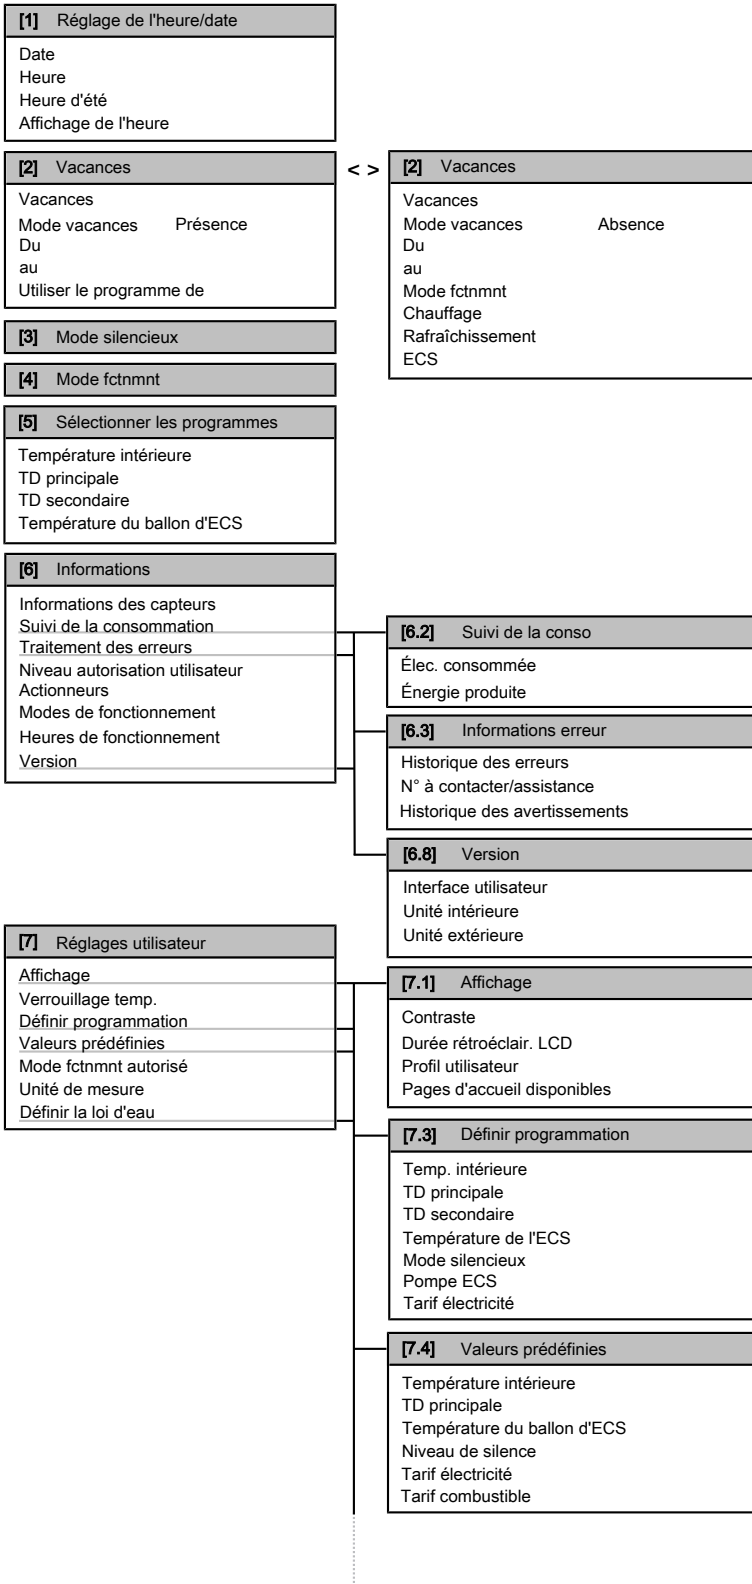 [1] Réglage de l'heure/date
Date
Heure
Heure d'été
Affichage de l'heure
[2] Vacances
Vacances
Mode vacances Présence
Du
au
Utiliser le programme de
< >
[2] Vacances
Vacances
Mode vacances Absence
Du
au
Mode fctnmnt
Chauffage
Rafraîchissement
ECS
[3] Mode silencieux
[4] Mode fctnmnt
[5] Sélectionner les programmes
Température intérieure
TD principale
TD secondaire
Température du ballon d'ECS
[6] Informations
Informations des capteurs
Suivi de la consommation
Traitement des erreurs
Niveau autorisation utilisateur
Actionneurs
Modes de fonctionnement
Heures de fonctionnement
Version
[6.2] Suivi de la conso
Élec. consommée
Énergie produite
[6.3] Informations erreur
Historique des erreurs
N° à contacter/assistance
Historique des avertissements
[6.8] Version
Interface utilisateur
Unité intérieure
Unité extérieure
[7] Réglages utilisateur
Affichage
Verrouillage temp.
Définir programmation
Valeurs prédéfinies
Mode fctnmnt autorisé
Unité de mesure
Définir la loi d'eau
[7.1] Affichage
Contraste
Durée rétroéclair. LCD
Profil utilisateur
Pages d'accueil disponibles
[7.3] Définir programmation
Temp. intérieure
TD principale
TD secondaire
Température de l'ECS
Mode silencieux
Pompe ECS
Tarif électricité
[7.4] Valeurs prédéfinies
Température intérieure
TD principale
Température du ballon d'ECS
Niveau de silence
Tarif électricité
Tarif combustible